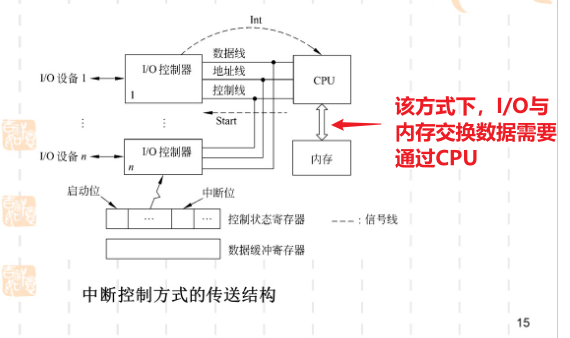 Int
数据线
I/O 控制器
地址线
CPU
I/O 设备 1
控制线
1
Start
该方式下，I/O与
内存交换数据需要
通过CPU
⋮
⋮
I/O 控制器
I/O 设备 n
n
内存
启动位
中断位
… …
控制状态寄存器
---：信号线
数据缓冲寄存器
中断控制方式的传送结构
15